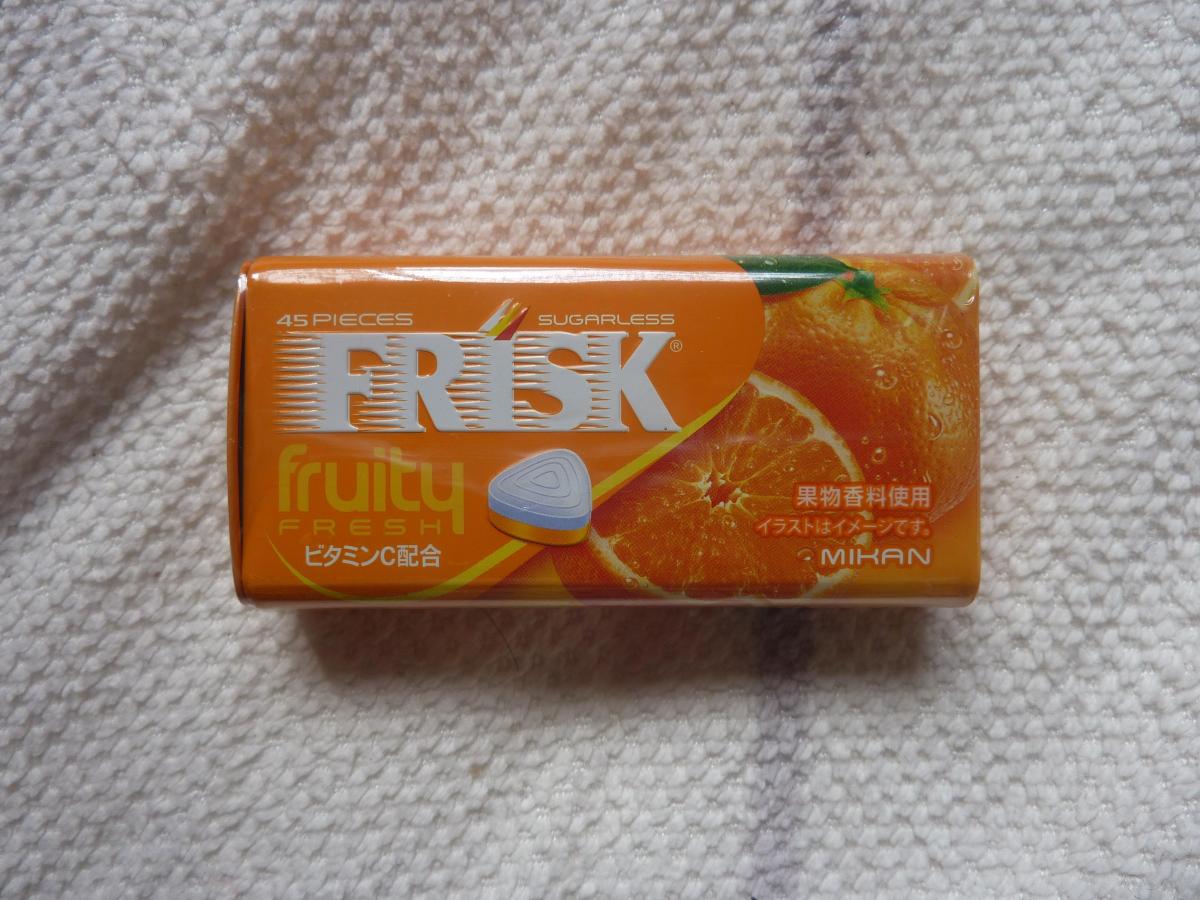 45 PIECES SUGARLESS
FRISK®
fruity
FRESH
ビタミンC配合
果物香料使用
イラストはイメージです。
MIKAN